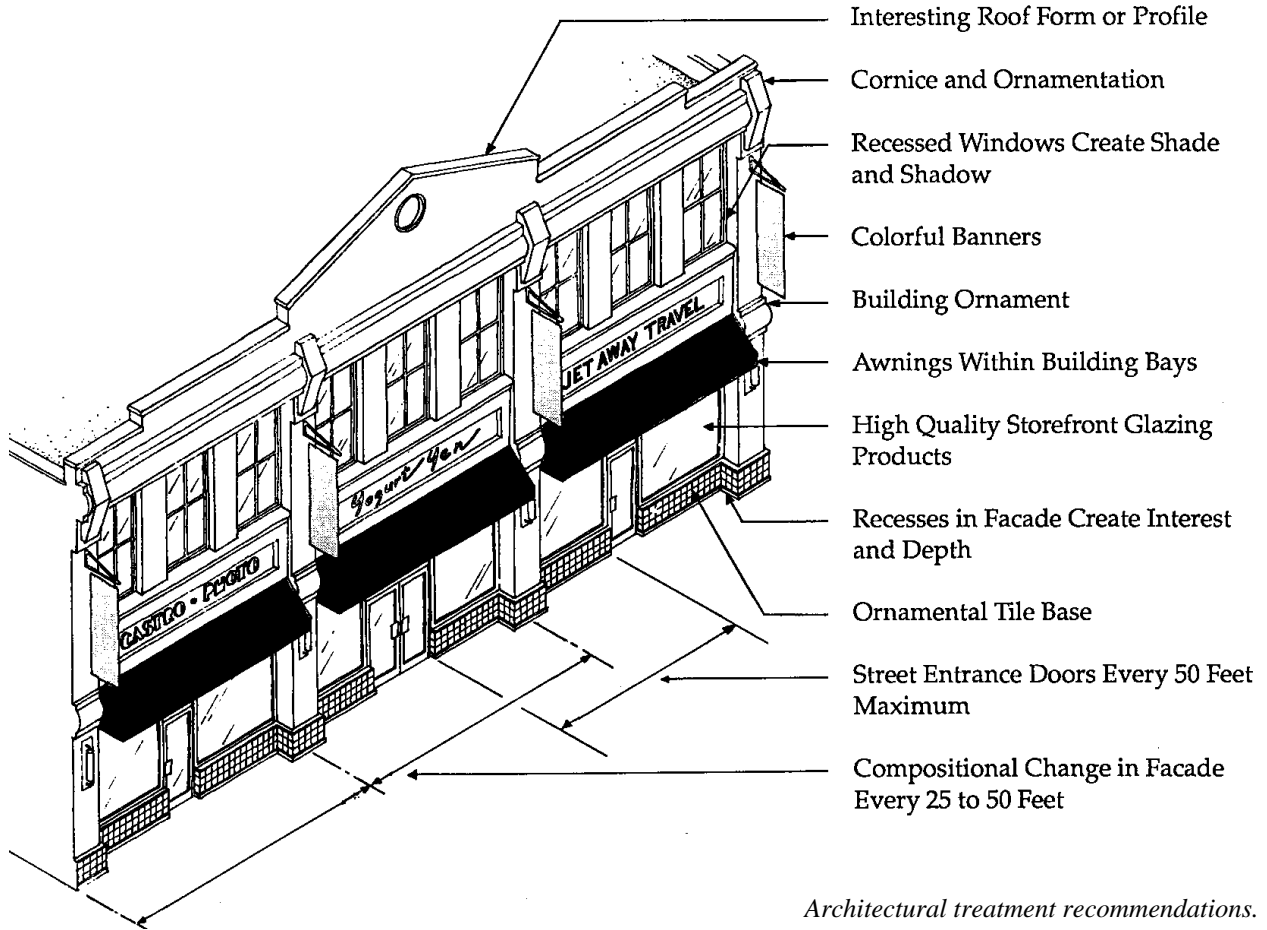 Interesting Roof Form or Profile
Cornice and Ornamentation
Recessed Windows Create Shade
and Shadow
Colorful Banners
Building Ornament
Awnings Within Building Bays
High Quality Storefront Glazing
Products
Recesses in Facade Create Interest
and Depth
Ornamental Tile Base
Street Entrance Doors Every 50 Feet
Maximum
Compositional Change in Facade
Every 25 to 50 Feet
JET AWAY TRAVEL
Yogurt Yen
CASTRO · PHOTO
Architectural treatment recommendations.